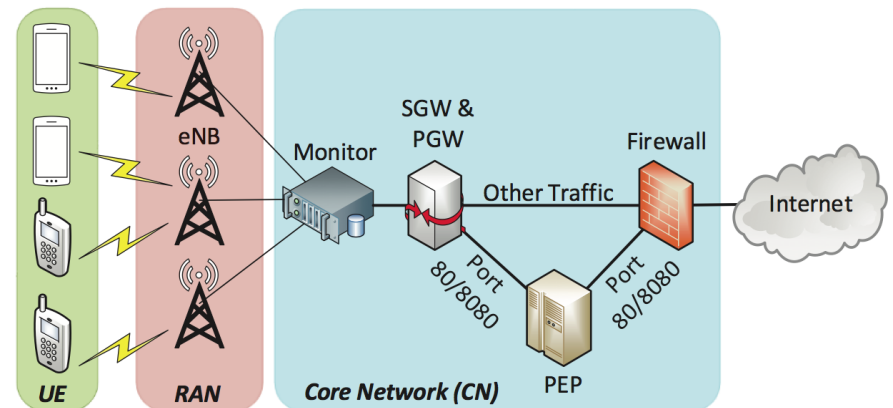 eNB
Monitor
SGW &
PGW
Firewall
Other Traffic
Internet
Port
80/8080
Port
80/8080
PEP
UE
RAN
Core Network (CN)